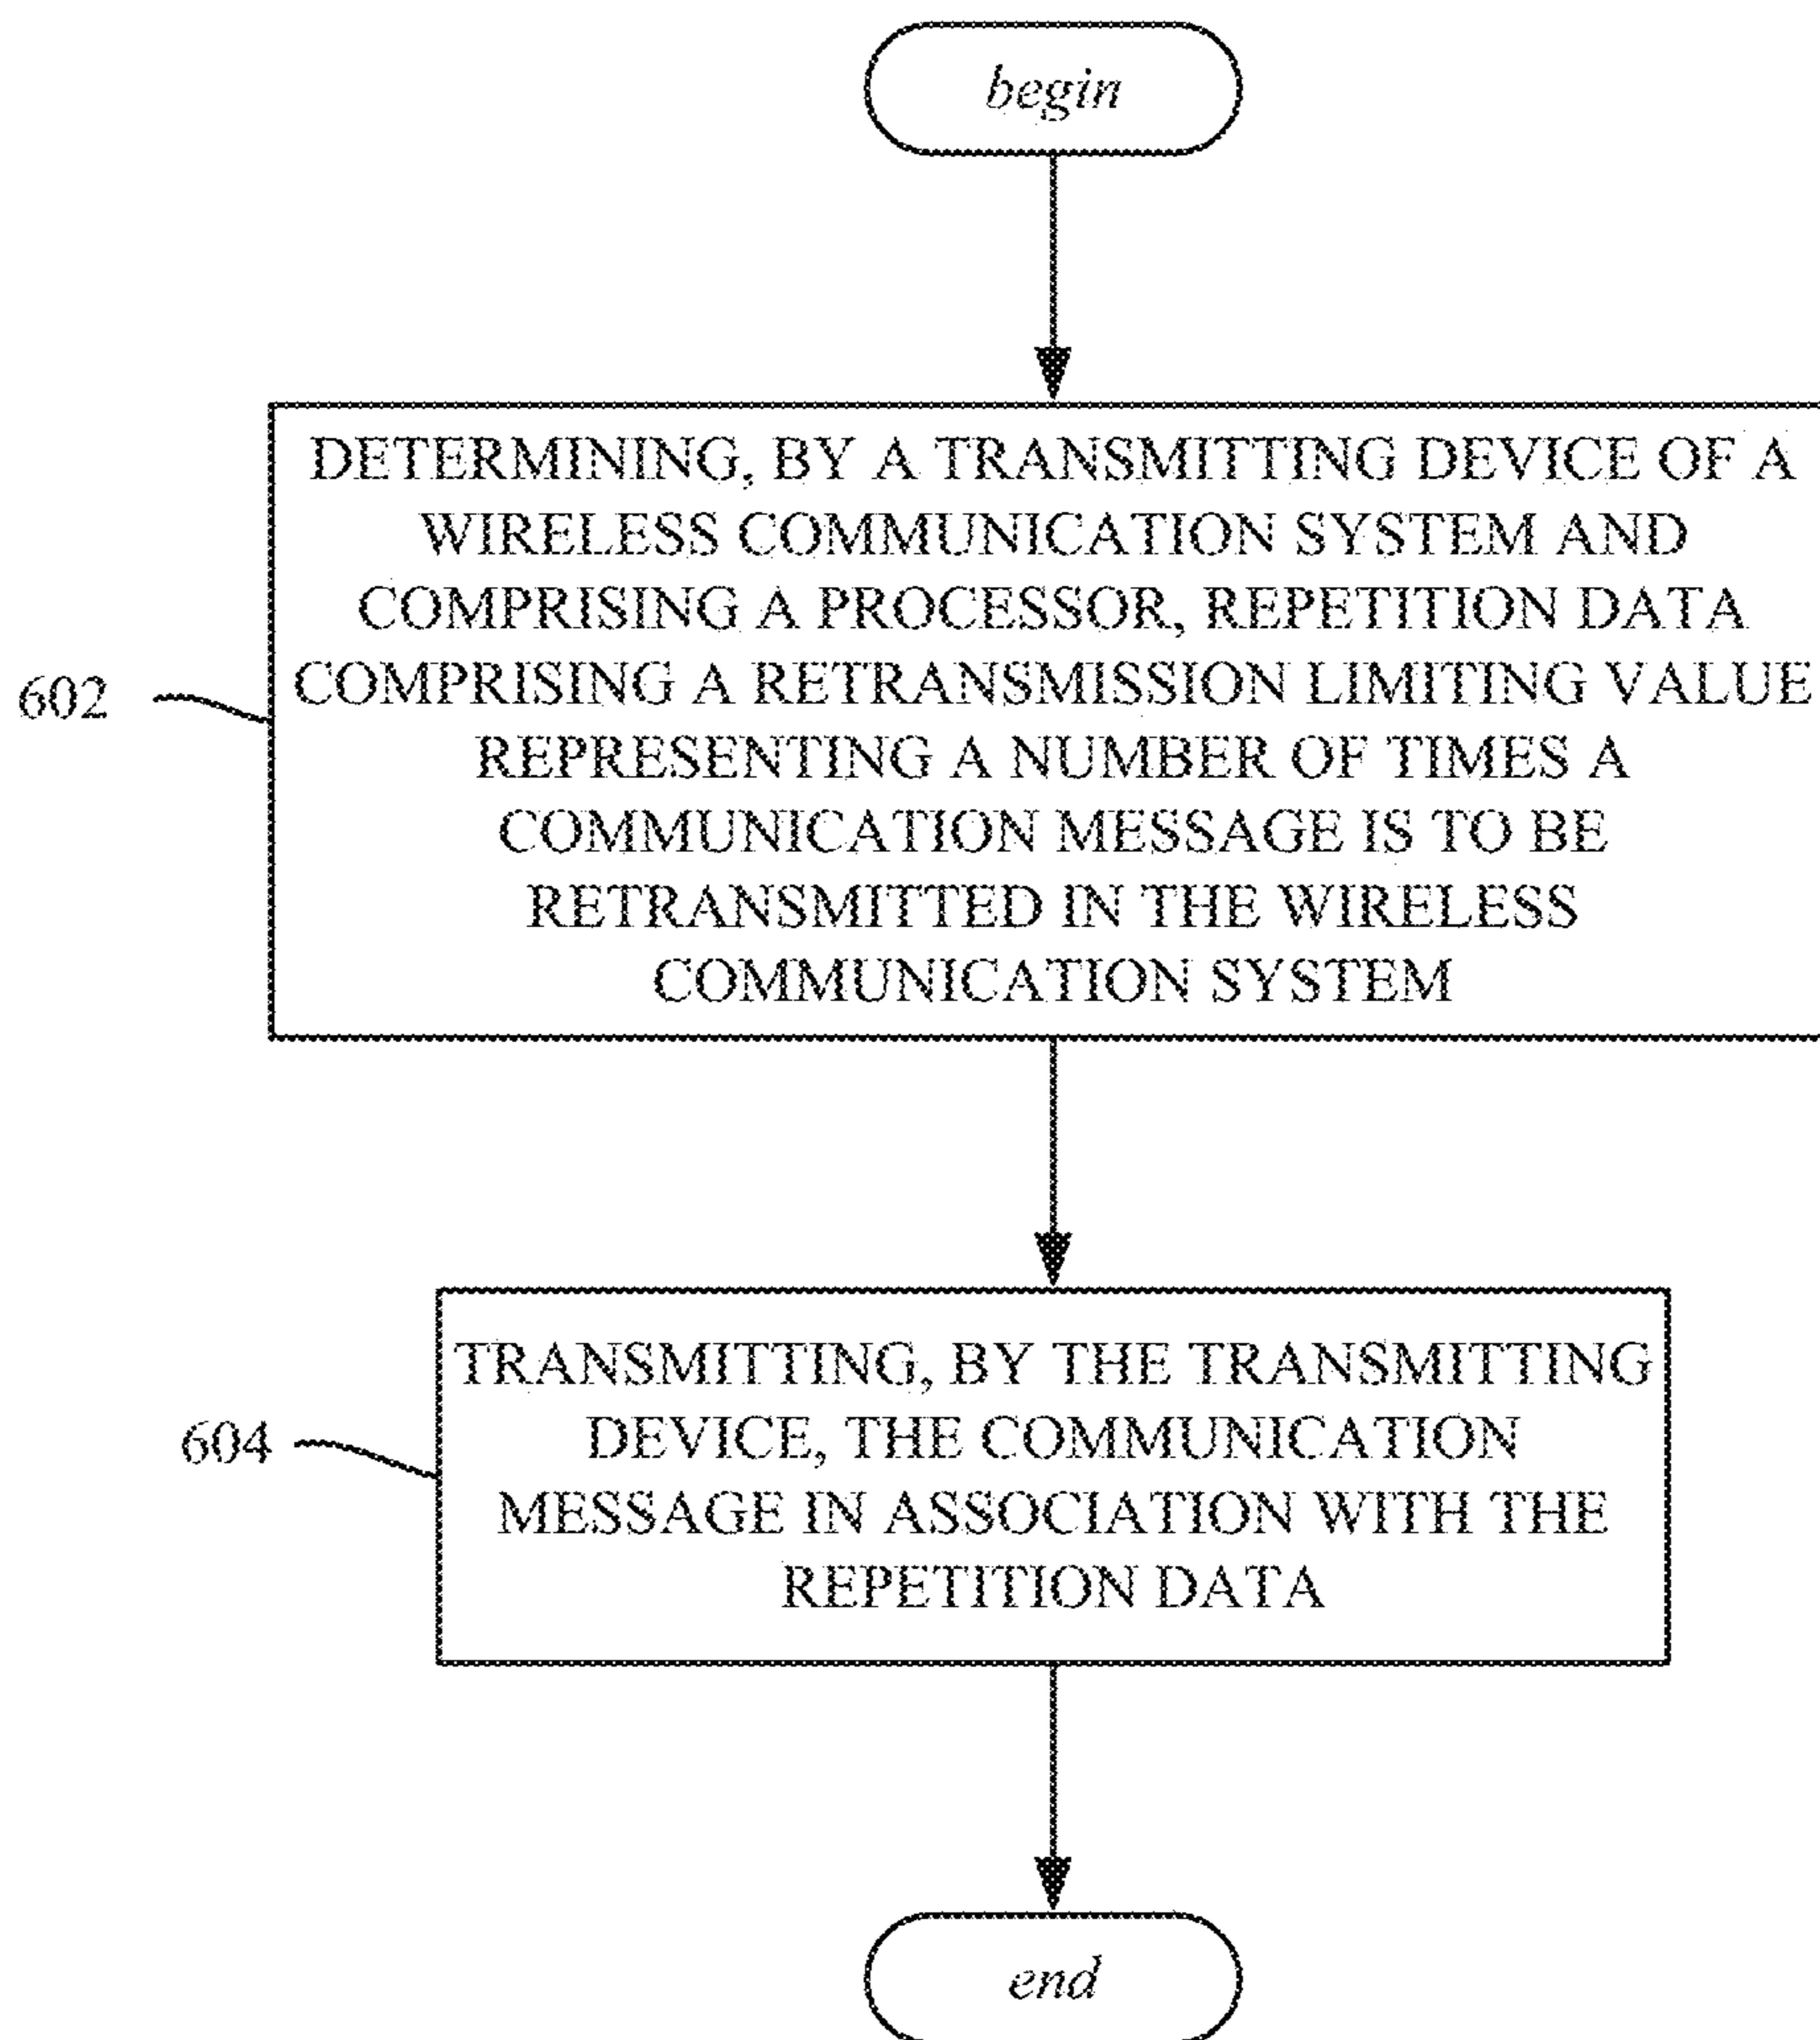 begin
DETERMINING, BY A TRANSMITTING DEVICE OF A
WIRELESS COMMUNICATION SYSTEM AND
COMPRISING A PROCESSOR, REPETITION DATA
COMPRISING A RETRANSMISSION LIMITING VALUE
REPRESENTING A NUMBER OF TIMES A
COMMUNICATION MESSAGE IS TO BE
RETRANSMITTED IN THE WIRELESS
COMMUNICATION SYSTEM
602
TRANSMITTING, BY THE TRANSMITTING
DEVICE, THE COMMUNICATION
MESSAGE IN ASSOCIATION WITH THE
REPETITION DATA
604
end